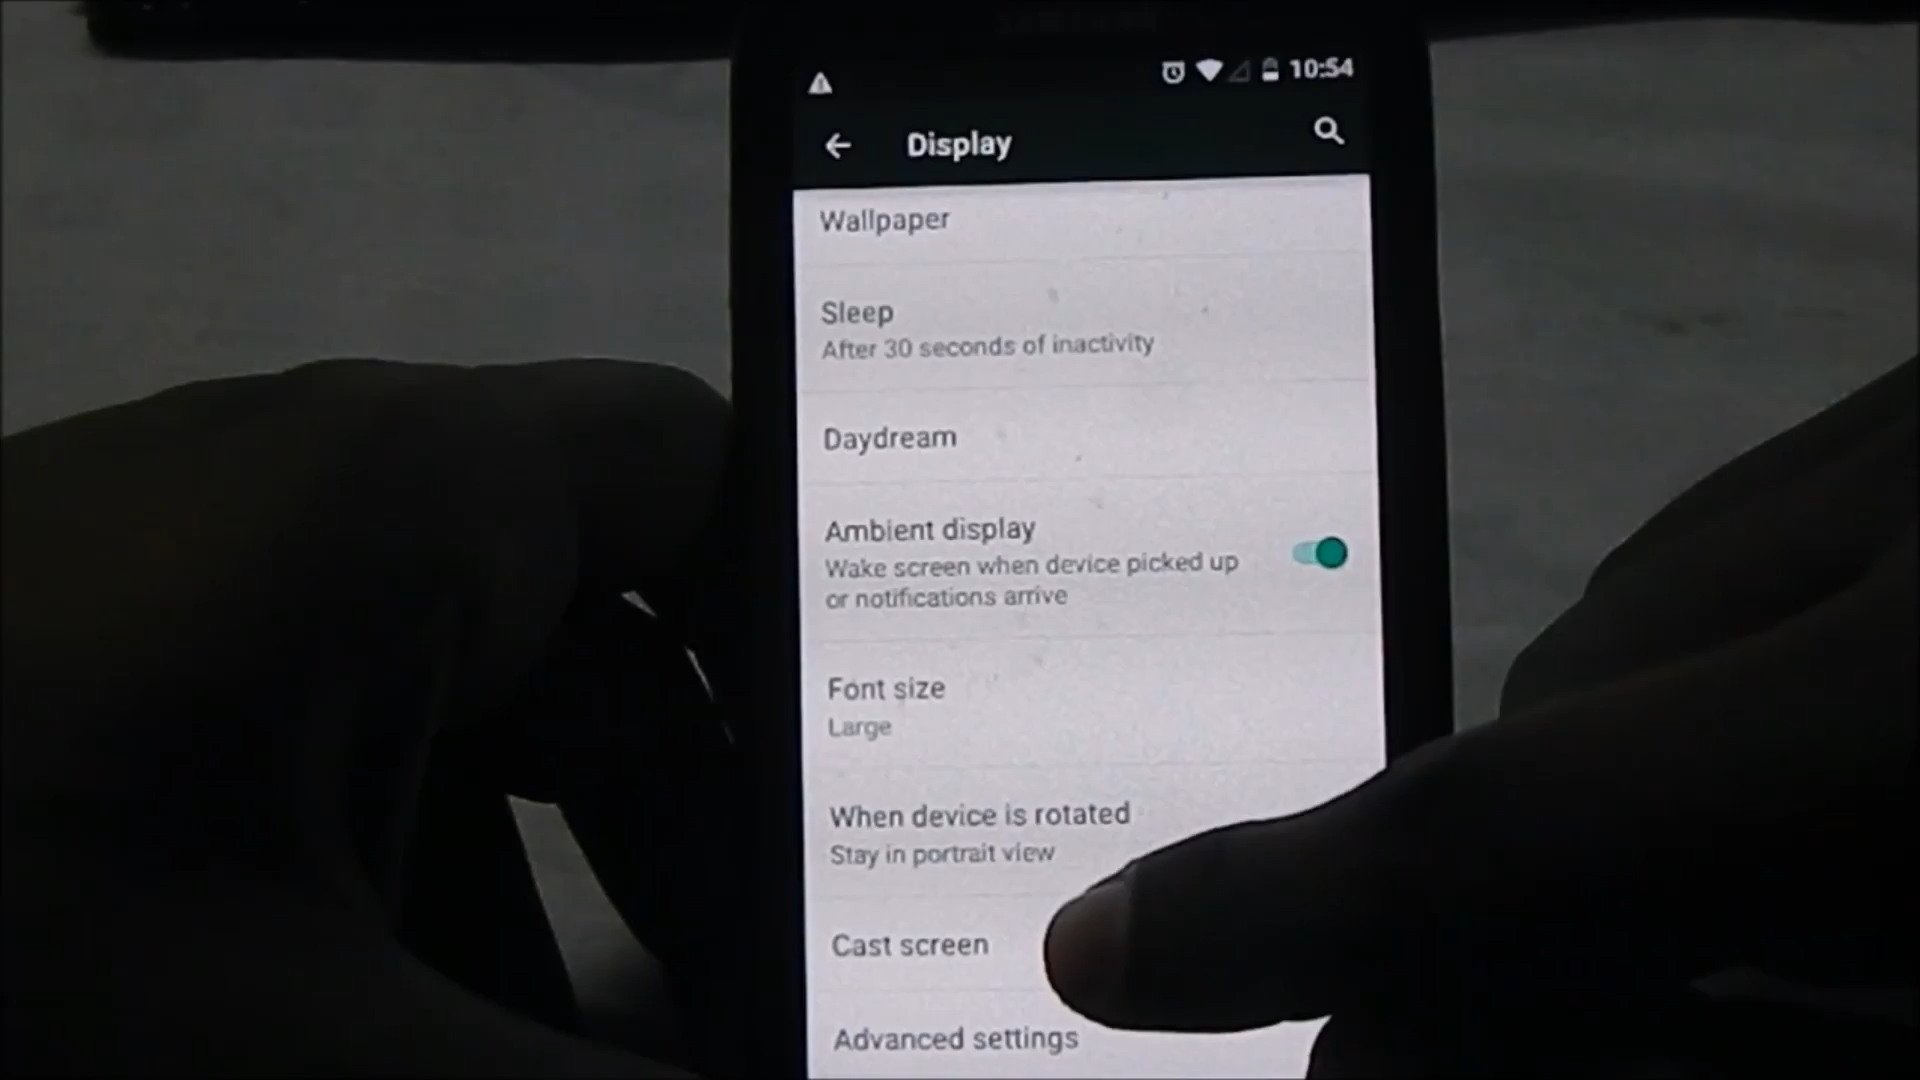 10:54
Display
Wallpaper
Sleep
After 30 seconds of inactivity
Daydream
Ambient display
Wake screen when device picked up
or notifications arrive
Font size
Large
When device is rotated
Stay in portrait view
Cast screen
Advanced settings